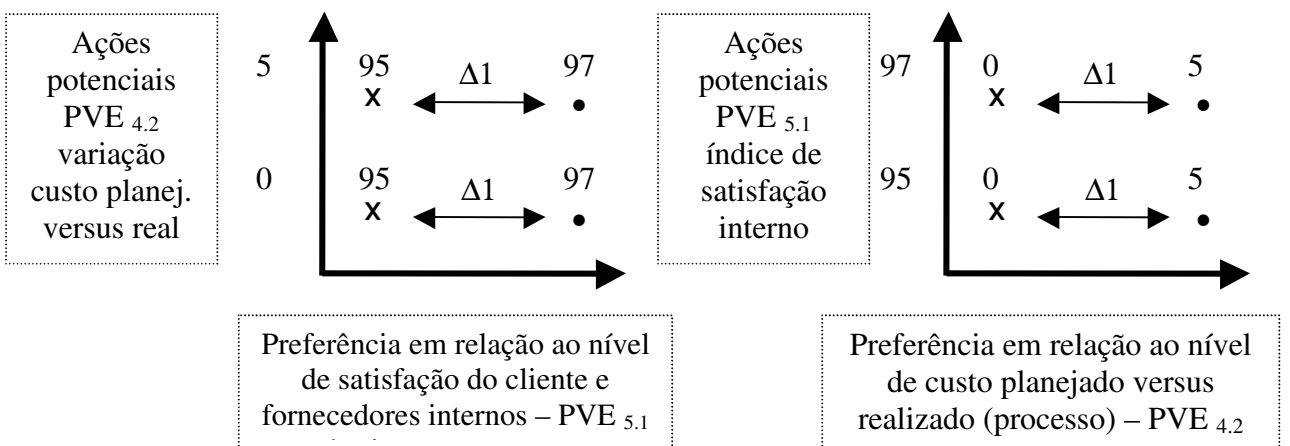 Ações
potenciais
PVE 4.2
variação
custo planej.
versus real
5
95
x
Δ1
97
•
0
95
x
Δ1
97
•
Preferência em relação ao nível
de satisfação do cliente e
fornecedores internos – PVE 5.1
Ações
potenciais
PVE 5.1
índice de
satisfação
interno
97
0
x
Δ1
5
•
95
0
x
Δ1
5
•
Preferência em relação ao nível
de custo planejado versus
realizado (processo) – PVE 4.2